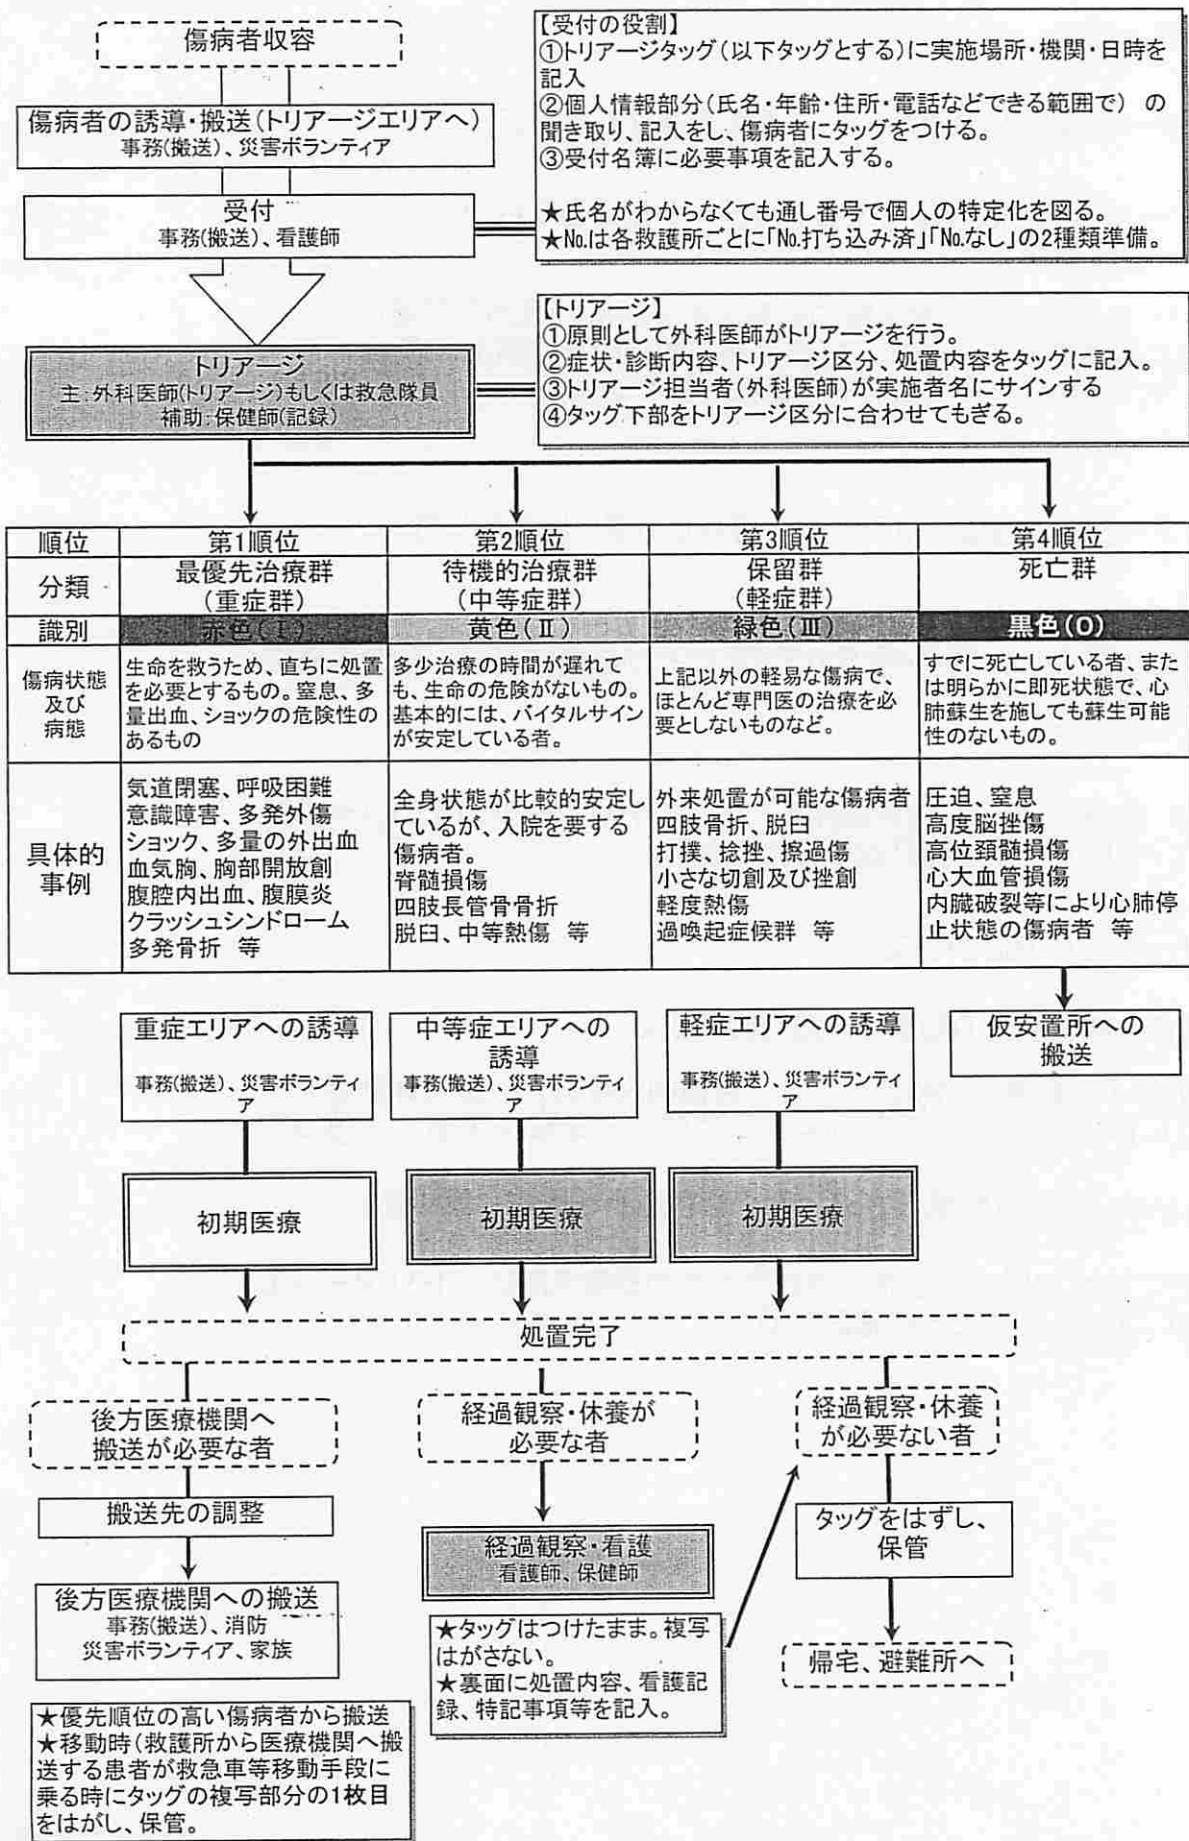 傷病者収容
傷病者の誘導・搬送(トリアージエリアへ)
事務(搬送)、災害ボランティア
受付
事務(搬送)、看護師
【受付の役割】
①トリアージタッグ(以下タッグとする)に実施場所・機関・日時を
記入
②個人情報部分(氏名・年齢・住所・電話などできる範囲で) の
聞き取り、記入をし、傷病者にタッグをつける。
③受付名簿に必要事項を記入する。
★氏名がわからなくても通し番号で個人の特定化を図る。
★№は各救護所ごとに「№打ち込み済」「№なし」の2種類準備。
トリアージ
主:外科医師(トリアージ)もしくは救急隊員
補助:保健師(記録)
【トリアージ】
①原則として外科医師がトリアージを行う。
②症状・診断内容、トリアージ区分、処置内容をタッグに記入。
③トリアージ担当者(外科医師)が実施者名にサインする
④タッグ下部をトリアージ区分に合わせてもぎる。
順位 第1順位 第2順位 第3順位 第4順位
分類 最優先治療群 待機的治療群 保留群 死亡群
(重症群) (中等症群) (軽症群)
識別 赤色(Ⅰ) 黄色(Ⅱ) 緑色(Ⅲ) 黒色(0)
傷病状態
及び
病態
生命を救うため、直ちに処置
を必要とするもの。窒息、多
量出血、ショックの危険性の
あるもの
多少治療の時間が遅れて
も、生命の危険がないもの。
基本的には、バイタルサイン
が安定している者。
上記以外の軽易な傷病で、
ほとんど専門医の治療を必
要としないものなど。
すでに死亡している者、また
は明らかに即死状態で、心
肺蘇生を施しても蘇生可能
性のないもの。
具体的
事例
気道閉塞、呼吸困難
意識障害、多発外傷
ショック、多量の外出血
血気胸、胸部開放創
腹腔内出血、腹膜炎
クラッシュシンドローム
多発骨折 等
全身状態が比較的安定し
ているが、入院を要する
傷病者。
脊髄損傷
四肢長管骨骨折
脱臼、中等熱傷 等
外来処置が可能な傷病者
四肢骨折、脱臼
打撲、捻挫、擦過傷
小さな切創及び挫創
軽度熱傷
過喚起症候群 等
圧迫、窒息
高度脳挫傷
高位頚髄損傷
心大血管損傷
内臓破裂等により心肺停
止状態の傷病者 等
重症エリアへの誘導
事務(搬送)、災害ボランティ
ア
中等症エリアへの
誘導
事務(搬送)、災害ボランティ
ア
軽症エリアへの誘導
事務(搬送)、災害ボランティ
ア
仮安置所への
搬送
初期医療
初期医療
初期医療
処置完了
後方医療機関へ
搬送が必要な者
搬送先の調整
後方医療機関への搬送
事務(搬送)、消防
災害ボランティア、家族
★優先順位の高い傷病者から搬送
★移動時(救護所から医療機関へ搬
送する患者が救急車等移動手段に
乗る時にタッグの複写部分の1枚目
をはがし、保管。
経過観察・休養が
必要な者
経過観察・看護
看護師、保健師
★タッグはつけたまま。複写
はがさない。
★裏面に処置内容、看護記
録、特記事項等を記入。
経過観察・休養
が必要ない者
タッグをはずし、
保管
帰宅、避難所へ